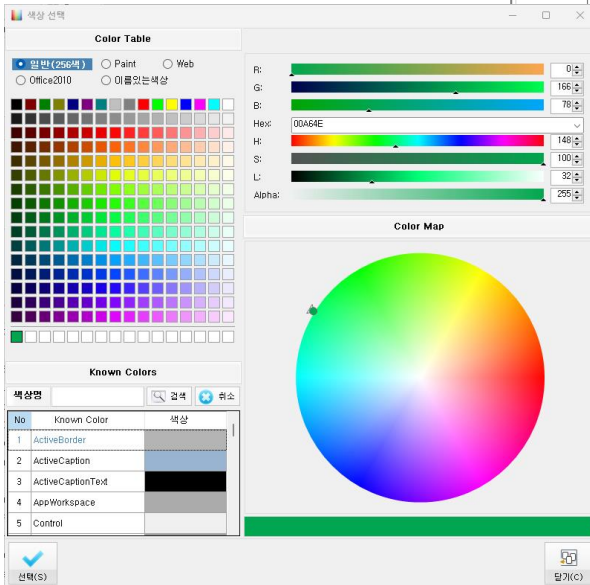 색상 선택
Color Table
일반(256색) Paint Web
Office2010 이름있는색상
R: 0
G: 166
B: 78
Hex: 00A64E
H: 148
S: 100
L: 32
Alpha: 255
Color Map
Known Colors
색상명 검색 취소
No Known Color 색상
1 ActiveBorder
2 ActiveCaption
3 ActiveCaptionText
4 AppWorkspace
5 Control
선택(S) 닫기(C)